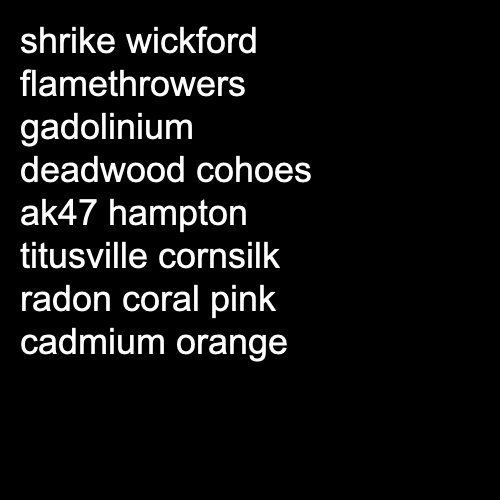 shrike wickford
flamethrowers
gadolinium
deadwood cohoes
ak47 hampton
titusville cornsilk
radon coral pink
cadmium orange